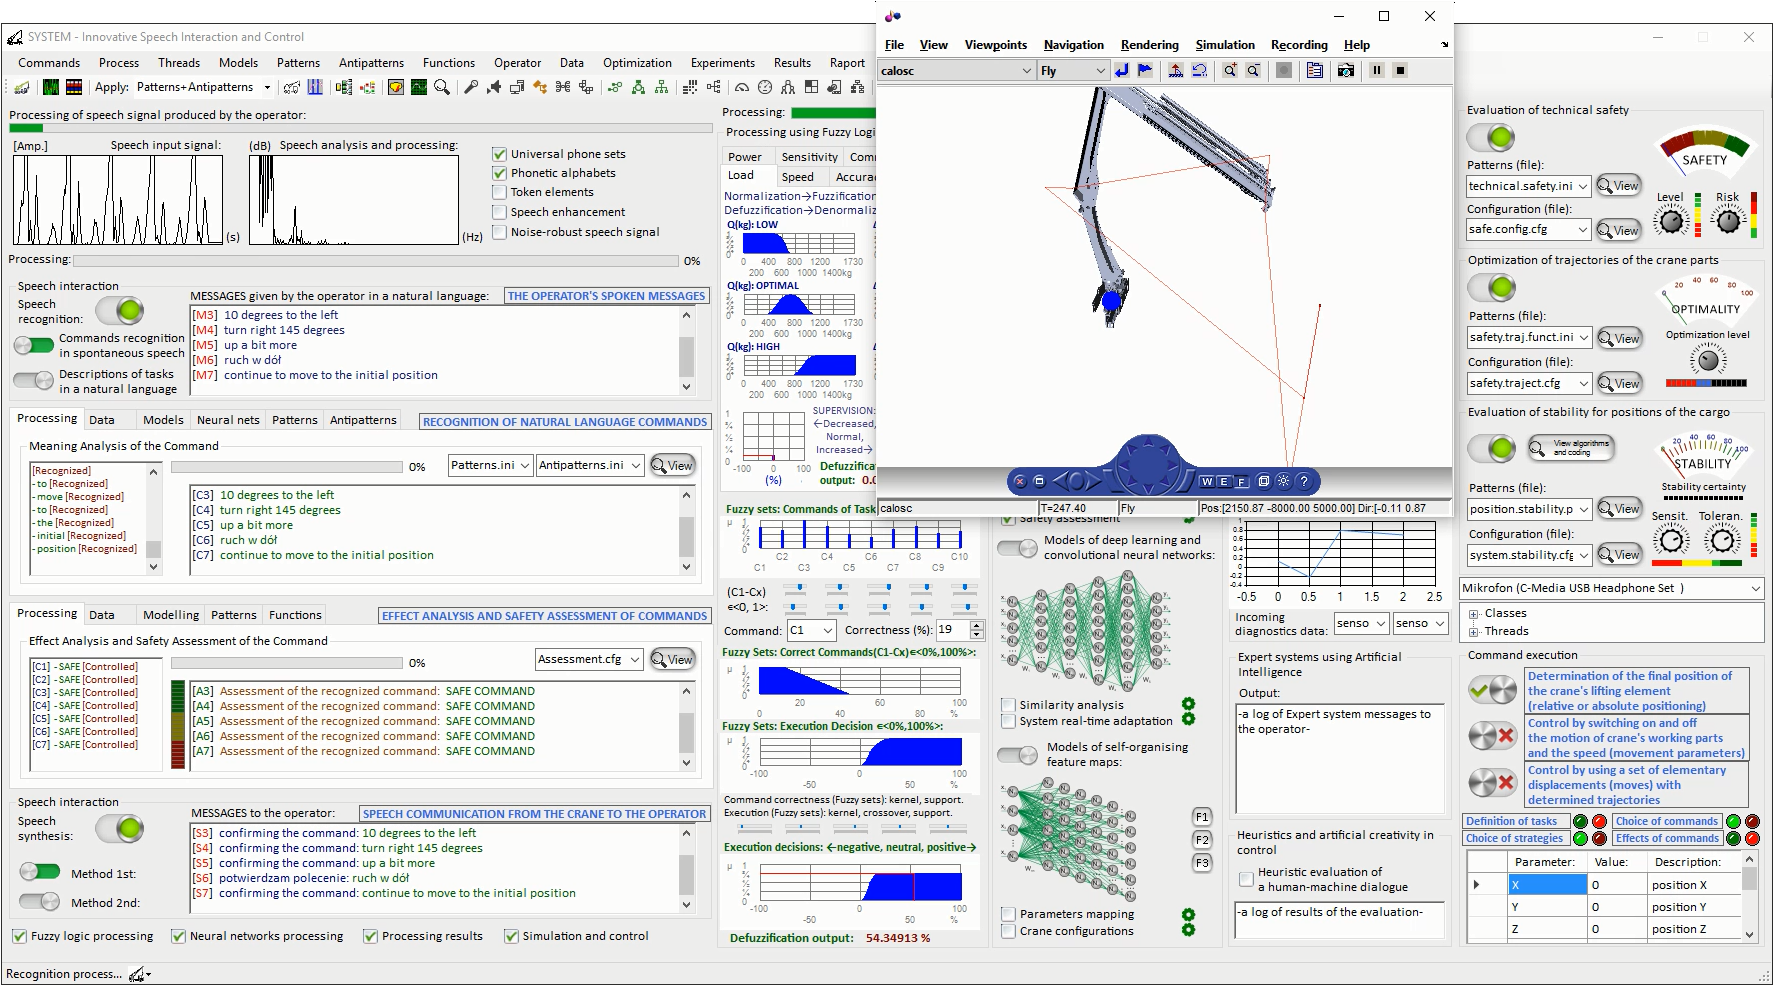 SYSTEM - Innovative Speech Interaction and Control
Commands Process Threads Models Patterns Antipatterns Functions Operator Data Optimization Experiments Results Report
Apply: Patterns+Antipatterns
Processing of speech signal produced by the operator:
[Amp.] Speech input signal:
(s)
(dB) Speech analysis and processing:
(Hz)
Universal phone sets
Phonetic alphabets
Token elements
Speech enhancement
Noise-robust speech signal
Processing: 0%
Speech interaction
Speech
recognition:
Commands recognition
in spontaneous speech
Descriptions of tasks
in a natural language
MESSAGES given by the operator in a natural language: THE OPERATOR'S SPOKEN MESSAGES
[M3] 10 degrees to the left
[M4] turn right 145 degrees
[M5] up a bit more
[M6] ruch w dół
[M7] continue to move to the initial position
Processing Data Models Neural nets Patterns Antipatterns RECOGNITION OF NATURAL LANGUAGE COMMANDS
Meaning Analysis of the Command
[Recognized]
- to [Recognized]
- move [Recognized]
- to [Recognized]
- the [Recognized]
- initial [Recognized]
- position [Recognized]
0% Patterns.ini Antipatterns.ini View
[C3] 10 degrees to the left
[C4] turn right 145 degrees
[C5] up a bit more
[C6] ruch w dół
[C7] continue to move to the initial position
Processing Data Modelling Patterns Functions EFFECT ANALYSIS AND SAFETY ASSESSMENT OF COMMANDS
Effect Analysis and Safety Assessment of the Command
[C1] - SAFE [Controlled]
[C2] - SAFE [Controlled]
[C3] - SAFE [Controlled]
[C4] - SAFE [Controlled]
[C5] - SAFE [Controlled]
[C6] - SAFE [Controlled]
[C7] - SAFE [Controlled]
0% Assessment.cfg View
[A3] Assessment of the recognized command: SAFE COMMAND
[A4] Assessment of the recognized command: SAFE COMMAND
[A5] Assessment of the recognized command: SAFE COMMAND
[A6] Assessment of the recognized command: SAFE COMMAND
[A7] Assessment of the recognized command: SAFE COMMAND
Speech interaction
Speech
synthesis:
Method 1st:
Method 2nd:
MESSAGES to the operator: SPEECH COMMUNICATION FROM THE CRANE TO THE OPERATOR
[S3] confirming the command: 10 degrees to the left
[S4] confirming the command: turn right 145 degrees
[S5] confirming the command: up a bit more
[S6] potwierdzam polecenie: ruch w dół
[S7] confirming the command: continue to move to the initial position
Fuzzy logic processing Neural networks processing Processing results Simulation and control
Recognition process...
Processing:
Processing using Fuzzy Logi
Power Sensitivity Com
Load Speed Accura
Normalization→Fuzzification
Defuzzification→Denormaliz
Q(kg): LOW
0 400 800 1200 1730
200 600 1000 1400kg
Q(kg): OPTIMAL
0 400 800 1200 1730
200 600 1000 1400kg
Q(kg): HIGH
0 400 800 1200 1730
200 600 1000 1400kg
-100 0 100
(%)
SUPERVISION:
←Decreased,
Normal,
Increased→
Defuzzifica
output: 0.0
Fuzzy sets: Commands of Task
C2 C4 C6 C8 C10
C1 C3 C5 C7 C9
(C1-Cx)
∊<0, 1>:
Command: C1 Correctness (%): 19
Fuzzy Sets: Correct Commands(C1-Cx)∊<0%,100%>:
0 20 40 60 80 %
Fuzzy Sets: Execution Decision ∊<0%,100%>:
-100 0 100
-50 50 %
Command correctness (Fuzzy sets): kernel, support.
Execution (Fuzzy sets): kernel, crossover, support.
Execution decisions: ←negative, neutral, positive→
-100 0 100
-50 50 %
Defuzzification output: 54.34913 %
File View Viewpoints Navigation Rendering Simulation Recording Help
calosc Fly
W E F ?
calosc T=247.40 Fly Pos:[2150.87 -8000.00 5000.00] Dir:[-0.11 0.87
Safety assessment
Models of deep learning and
convolutional neural networks:
Similarity analysis
System real-time adaptation
Models of self-organising
feature maps:
F1
F2
F3
Parameters mapping
Crane configurations
1
0.8
0.6
0.4
0.2
0
-0.2
-0.4
-0.5 0 0.5 1 1.5 2 2.5
Incoming
diagnostics data: senso senso
Expert systems using Artificial
Intelligence
Output:
-a log of Expert system messages to
the operator-
Heuristics and artificial creativity in
control
Heuristic evaluation of
a human-machine dialogue
-a log of results of the evaluation-
Evaluation of technical safety
Patterns (file):
technical.safety.ini View
Configuration (file):
safe.config.cfg View
SAFETY
Level Risk
Optimization of trajectories of the crane parts
Patterns (file):
safety.traj.funct.ini View
Configuration (file):
safety.traject.cfg View
0 20 40 60 80 100
OPTIMALITY
Optimization level
Evaluation of stability for positions of the cargo
View algorithms
and coding
Patterns (file):
position.stability.p View
Configuration (file):
system.stability.cfg View
0 20 40 60 80 100
STABILITY
Stability certainty
Sensit. Toleran.
Mikrofon (C-Media USB Headphone Set )
Classes
Threads
Command execution
Determination of the final position of
the crane's lifting element
(relative or absolute positioning)
Control by switching on and off
the motion of crane's working parts
and the speed (movement parameters)
Control by using a set of elementary
displacements (moves) with
determined trajectories
Definition of tasks Choice of commands
Choice of strategies Effects of commands
Parameter: Value: Description:
X 0 position X
Y 0 position Y
Z 0 position Z